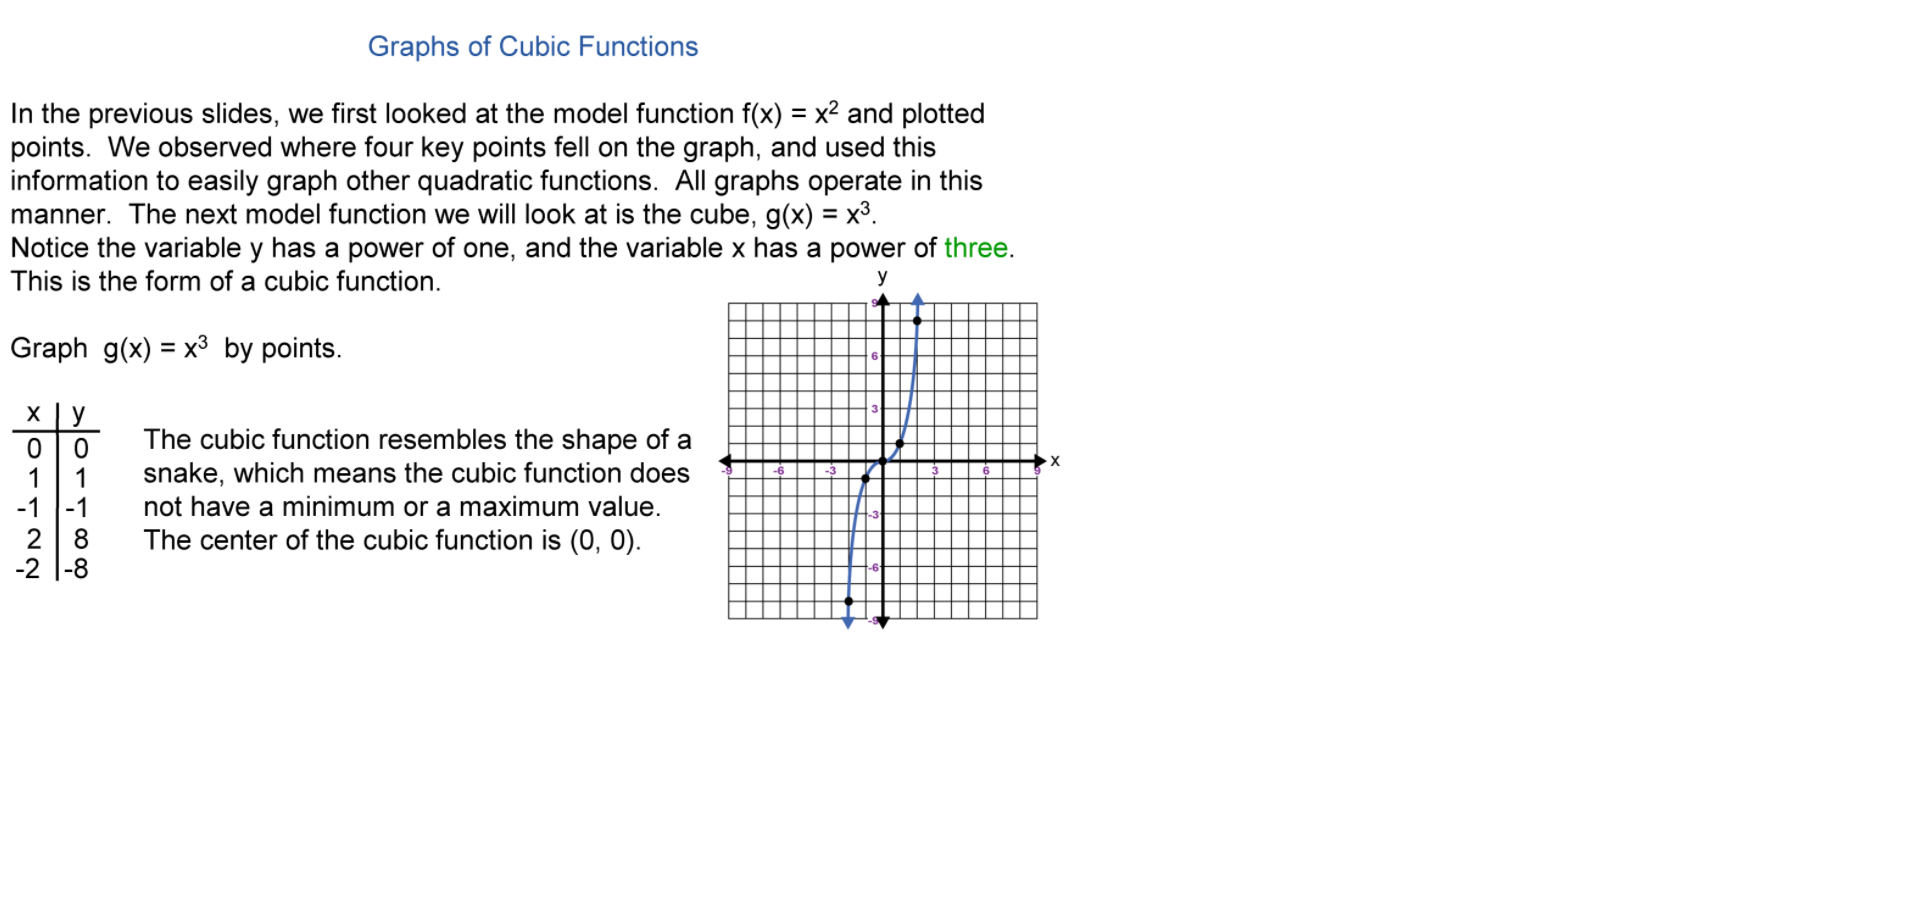 Graphs of Cubic Functions
In the previous slides, we first looked at the model function f(x) = x² and plotted
points.  We observed where four key points fell on the graph, and used this
information to easily graph other quadratic functions.  All graphs operate in this
manner.  The next model function we will look at is the cube, g(x) = x³.
Notice the variable y has a power of one, and the variable x has a power of three.
This is the form of a cubic function.
Graph  g(x) = x³  by points.
x | y
0 | 0
1 | 1
-1 | -1
2 | 8
-2 | -8
The cubic function resembles the shape of a
snake, which means the cubic function does
not have a minimum or a maximum value.
The center of the cubic function is (0, 0).
y
9
6
3
-9 -6 -3 3 6 9 x
-3
-6
-9